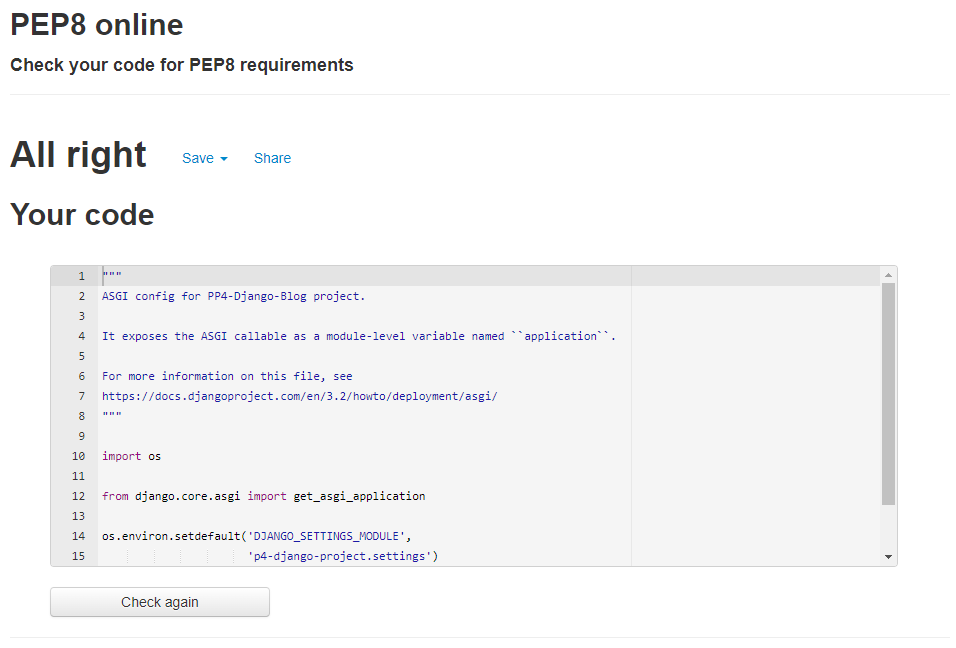 PEP8 online
Check your code for PEP8 requirements
All right Save Share
Your code
1 """
2 ASGI config for PP4-Django-Blog project.
3
4 It exposes the ASGI callable as a module-level variable named ``application``.
5
6 For more information on this file, see
7 https://docs.djangoproject.com/en/3.2/howto/deployment/asgi/
8 """
9
10 import os
11
12 from django.core.asgi import get_asgi_application
13
14 os.environ.setdefault('DJANGO_SETTINGS_MODULE',
15                       'p4-django-project.settings')
Check again